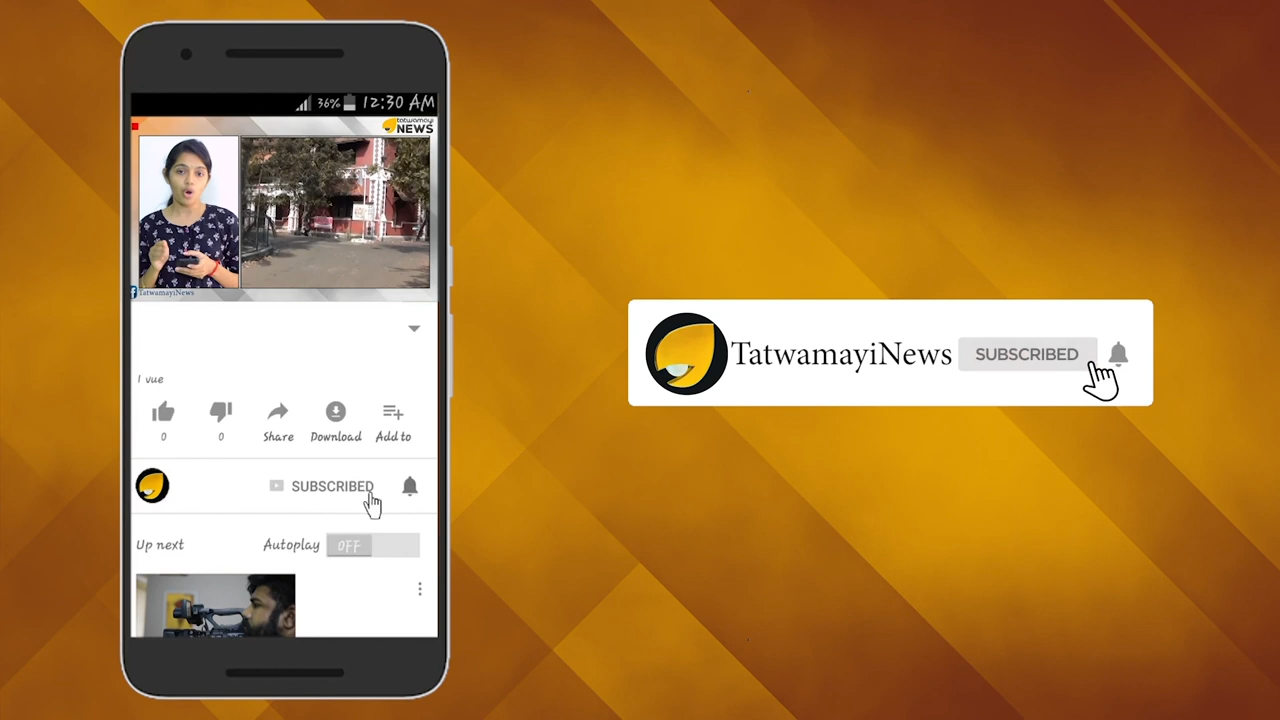 36% 12:30 AM
tatwamayi
NEWS
TatwamayiNews
1 vue
0 0 Share Download Add to
SUBSCRIBED
Up next Autoplay OFF
TatwamayiNews SUBSCRIBED